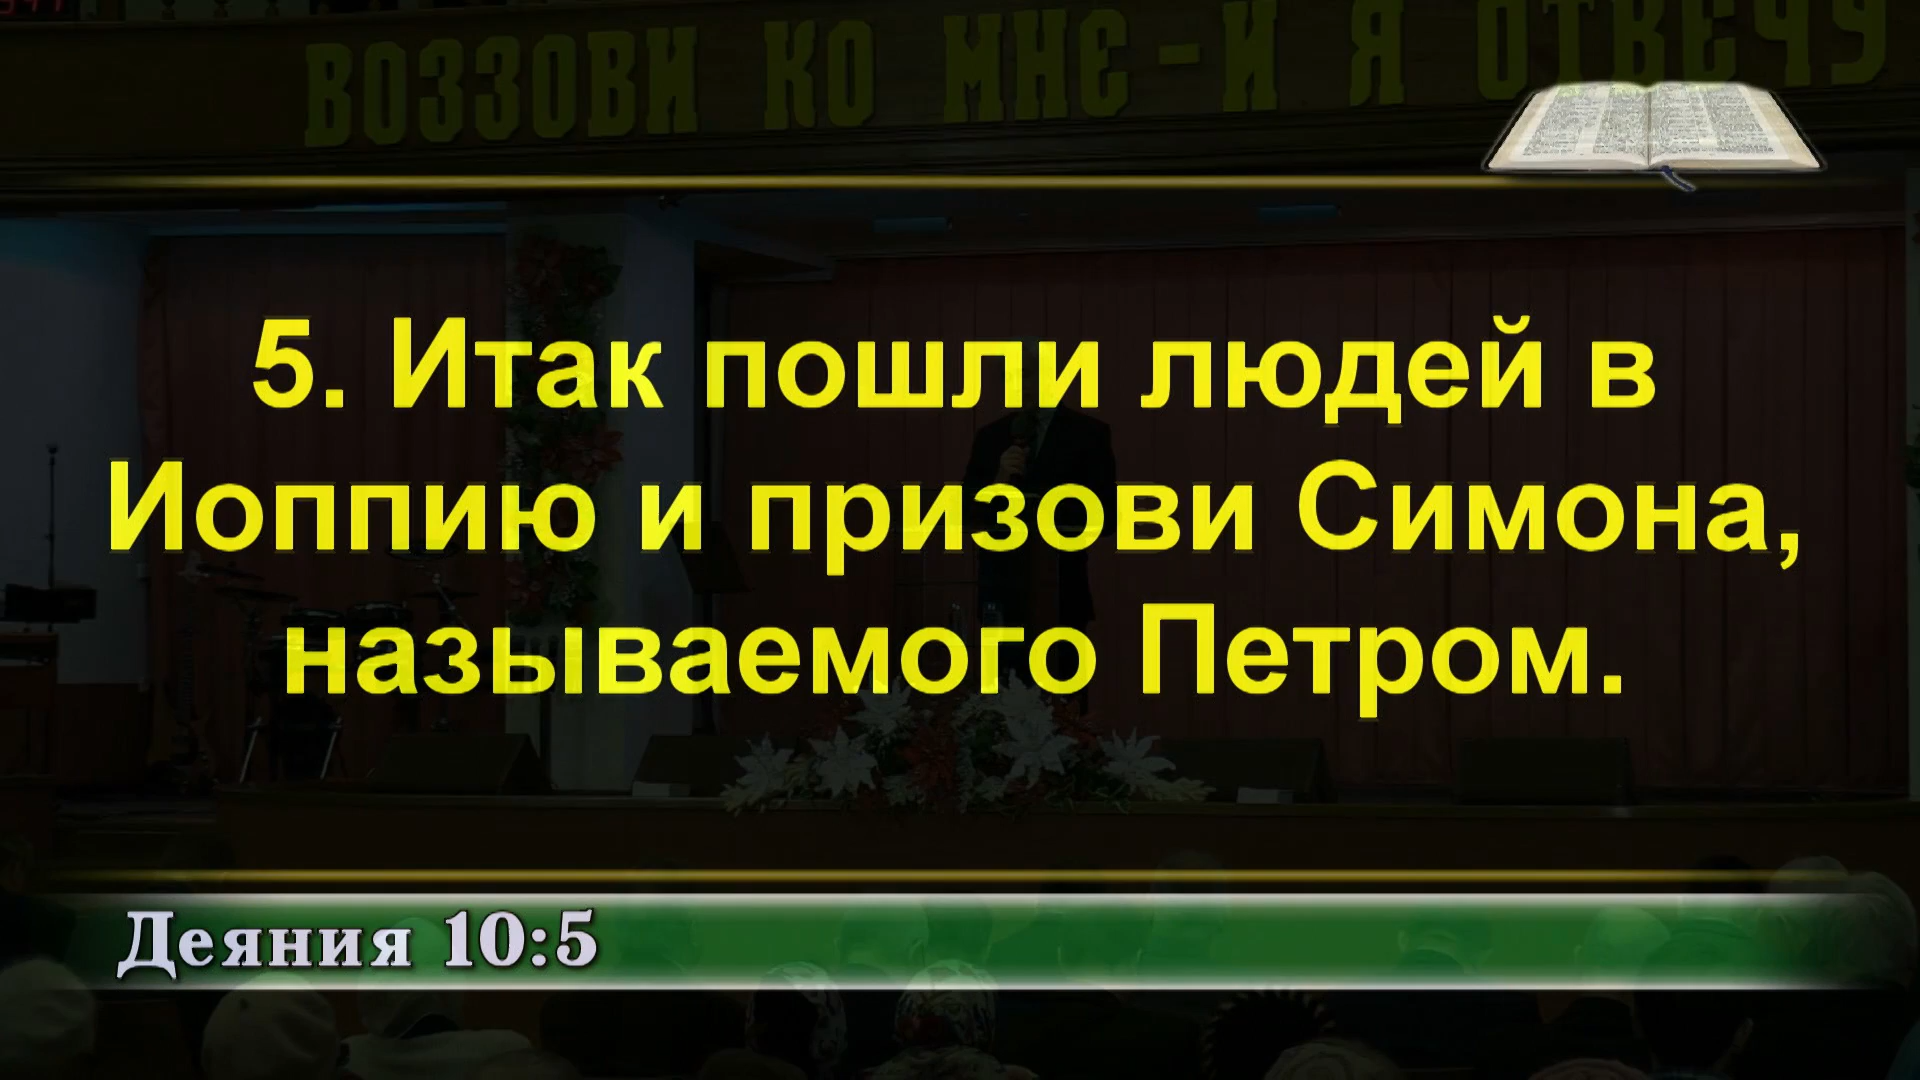 ВОЗЗОВИ КО МНЕ - И Я ОТВЕЧУ
5. Итак пошли людей в
Иоппию и призови Симона,
называемого Петром.
Деяния 10:5